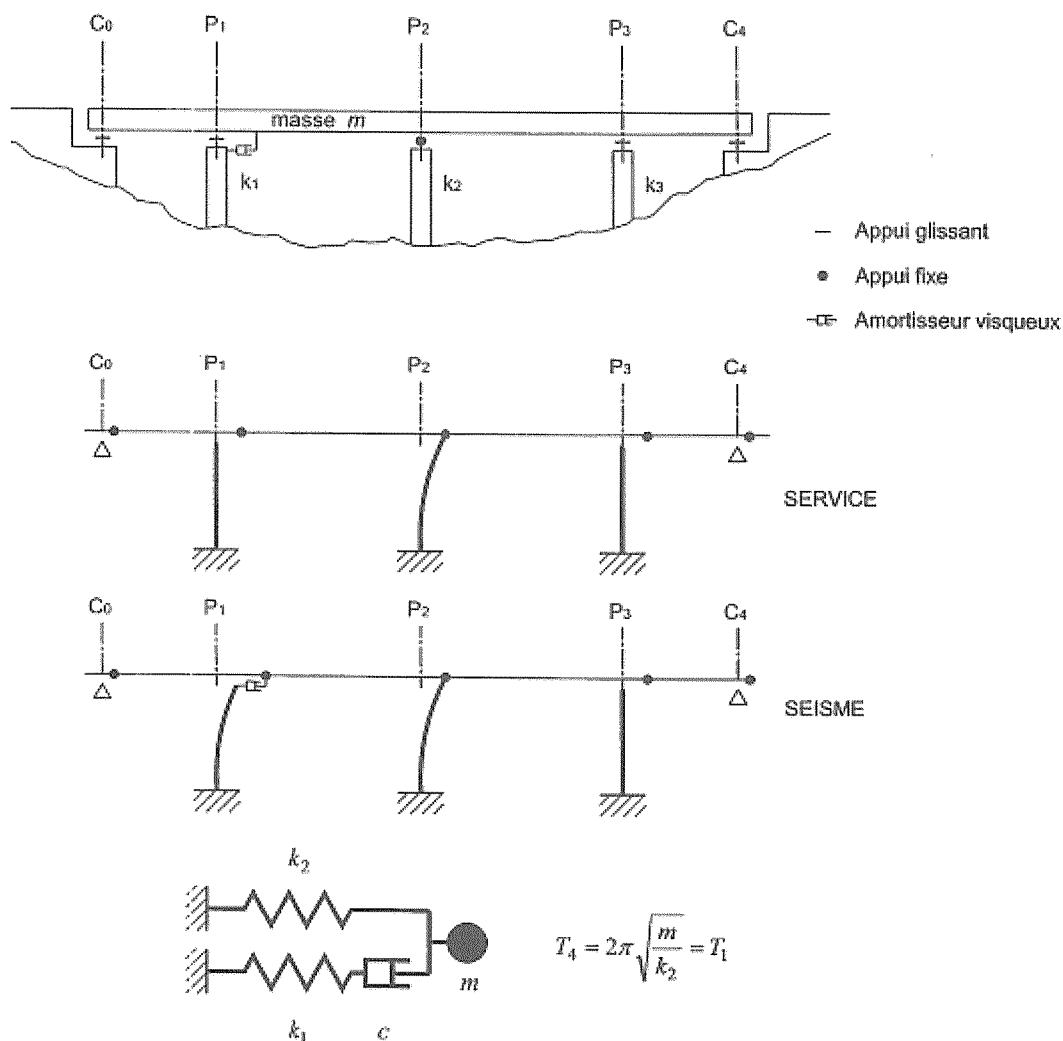 C0 P1 P2 P3 C4
masse m
k1 k2 k3
Appui glissant
Appui fixe
Amortisseur visqueux
C0 P1 P2 P3 C4
SERVICE
C0 P1 P2 P3 C4
SEISME
k2
T4 = 2π√(m/k2) = T1
m
k1 c